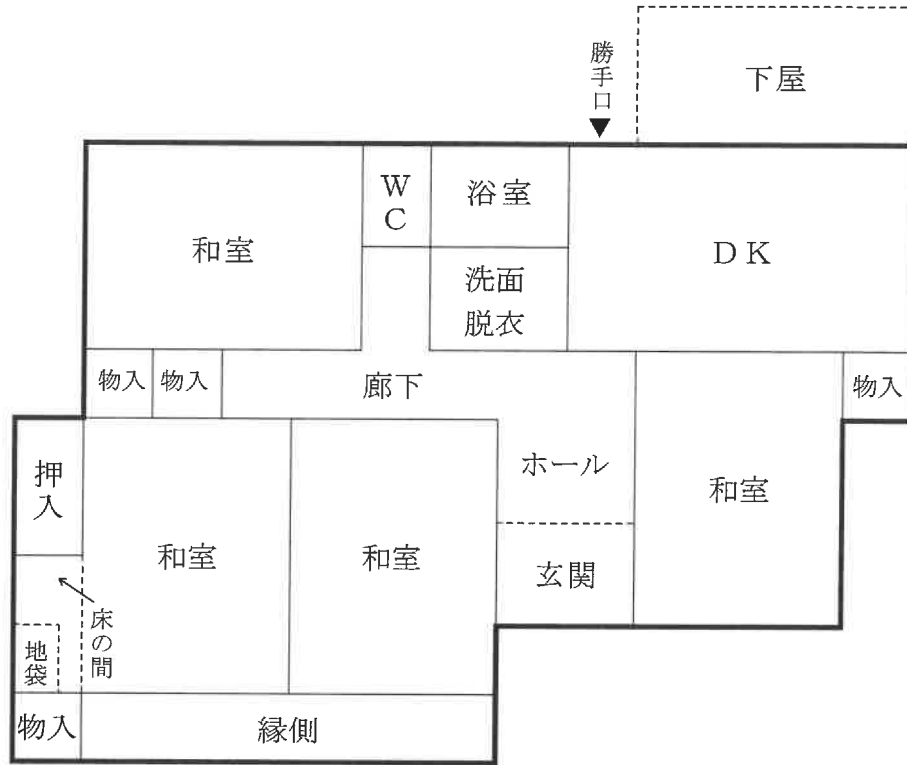 下屋
勝手口
WC
浴室
和室
DK
洗面
脱衣
物入
物入
廊下
物入
押入
ホール
和室
和室
和室
玄関
床の間
地袋
物入
縁側